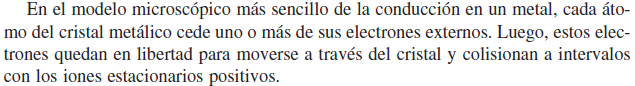 En el modelo microscópico más sencillo de la conducción en un metal, cada áto-
mo del cristal metálico cede uno o más de sus electrones externos. Luego, estos elec-
trones quedan en libertad para moverse a través del cristal y colisionan a intervalos
con los iones estacionarios positivos.